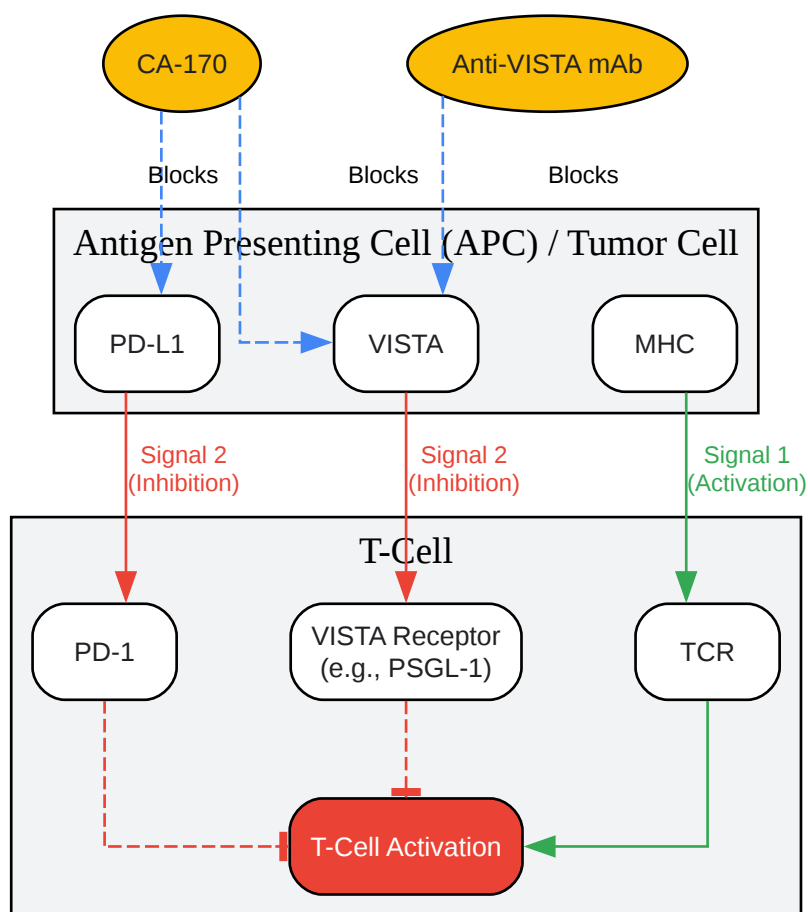 CA-170
Anti-VISTA mAb
Blocks
Blocks
Blocks
Antigen Presenting Cell (APC) / Tumor Cell
PD-L1
VISTA
MHC
Signal 2
(Inhibition)
Signal 2
(Inhibition)
Signal 1
(Activation)
T-Cell
PD-1
VISTA Receptor
(e.g., PSGL-1)
TCR
T-Cell Activation